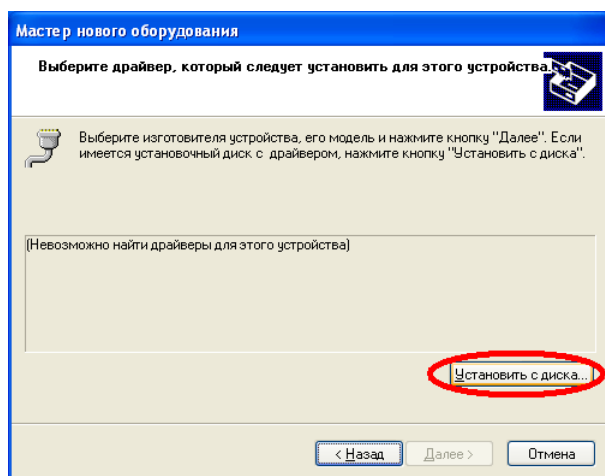 Мастер нового оборудования
Выберите драйвер, который следует установить для этого устройства.
Выберите изготовителя устройства, его модель и нажмите кнопку "Далее". Если
имеется установочный диск с драйвером, нажмите кнопку "Установить с диска".
(Невозможно найти драйверы для этого устройства)
Установить с диска...
< Назад Далее > Отмена